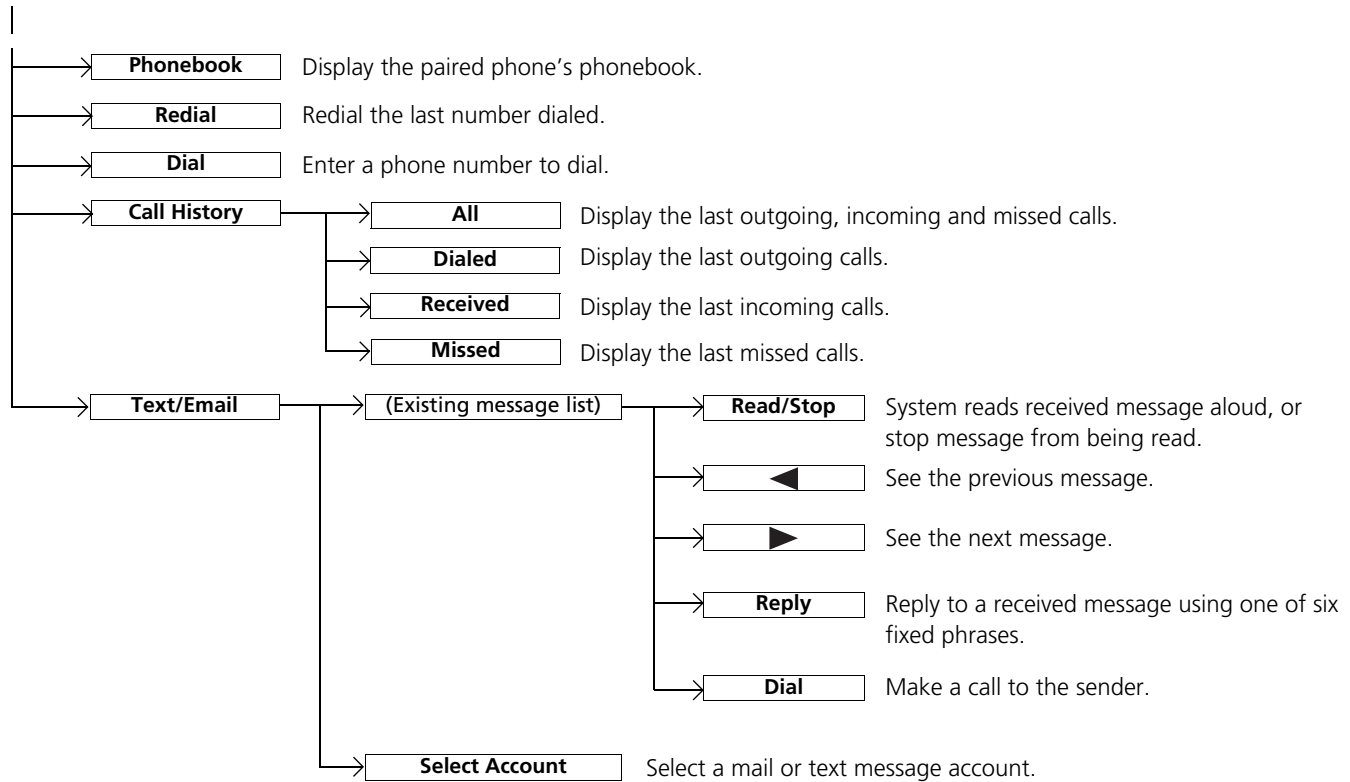 Phonebook Display the paired phone's phonebook.
Redial Redial the last number dialed.
Dial Enter a phone number to dial.
Call History All Display the last outgoing, incoming and missed calls.
Dialed Display the last outgoing calls.
Received Display the last incoming calls.
Missed Display the last missed calls.
Text/Email (Existing message list) Read/Stop System reads received message aloud, or
stop message from being read.
◄ See the previous message.
► See the next message.
Reply Reply to a received message using one of six
fixed phrases.
Dial Make a call to the sender.
Select Account Select a mail or text message account.